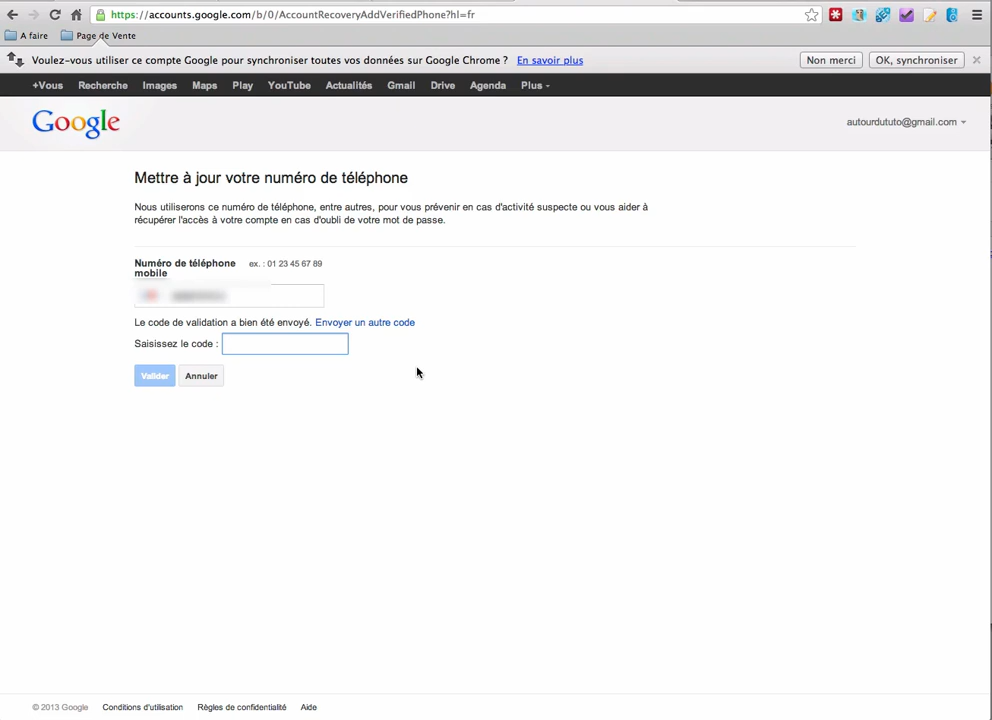 https://accounts.google.com/b/0/AccountRecoveryAddVerifiedPhone?hl=fr
A faire Page de Vente
Voulez-vous utiliser ce compte Google pour synchroniser toutes vos données sur Google Chrome ? En savoir plus Non merci OK, synchroniser
+Vous Recherche Images Maps Play YouTube Actualités Gmail Drive Agenda Plus
Google autourdututo@gmail.com
Mettre à jour votre numéro de téléphone
Nous utiliserons ce numéro de téléphone, entre autres, pour vous prévenir en cas d'activité suspecte ou vous aider à
récupérer l'accès à votre compte en cas d'oubli de votre mot de passe.
Numéro de téléphone ex. : 01 23 45 67 89
mobile
Le code de validation a bien été envoyé. Envoyer un autre code
Saisissez le code :
Valider Annuler
© 2013 Google Conditions d'utilisation Règles de confidentialité Aide